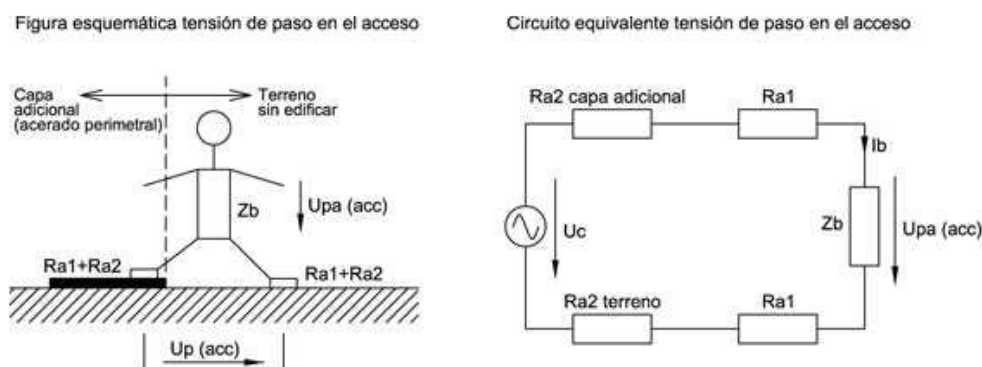 Figura esquemática tensión de paso en el acceso
Capa
adicional
(acerado perimetral)
Terreno
sin edificar
Zb
Upa (acc)
Ra1+Ra2
Ra1+Ra2
Up (acc)
Circuito equivalente tensión de paso en el acceso
Ra2 capa adicional
Ra1
Ib
Uc
Zb
Upa (acc)
Ra2 terreno
Ra1